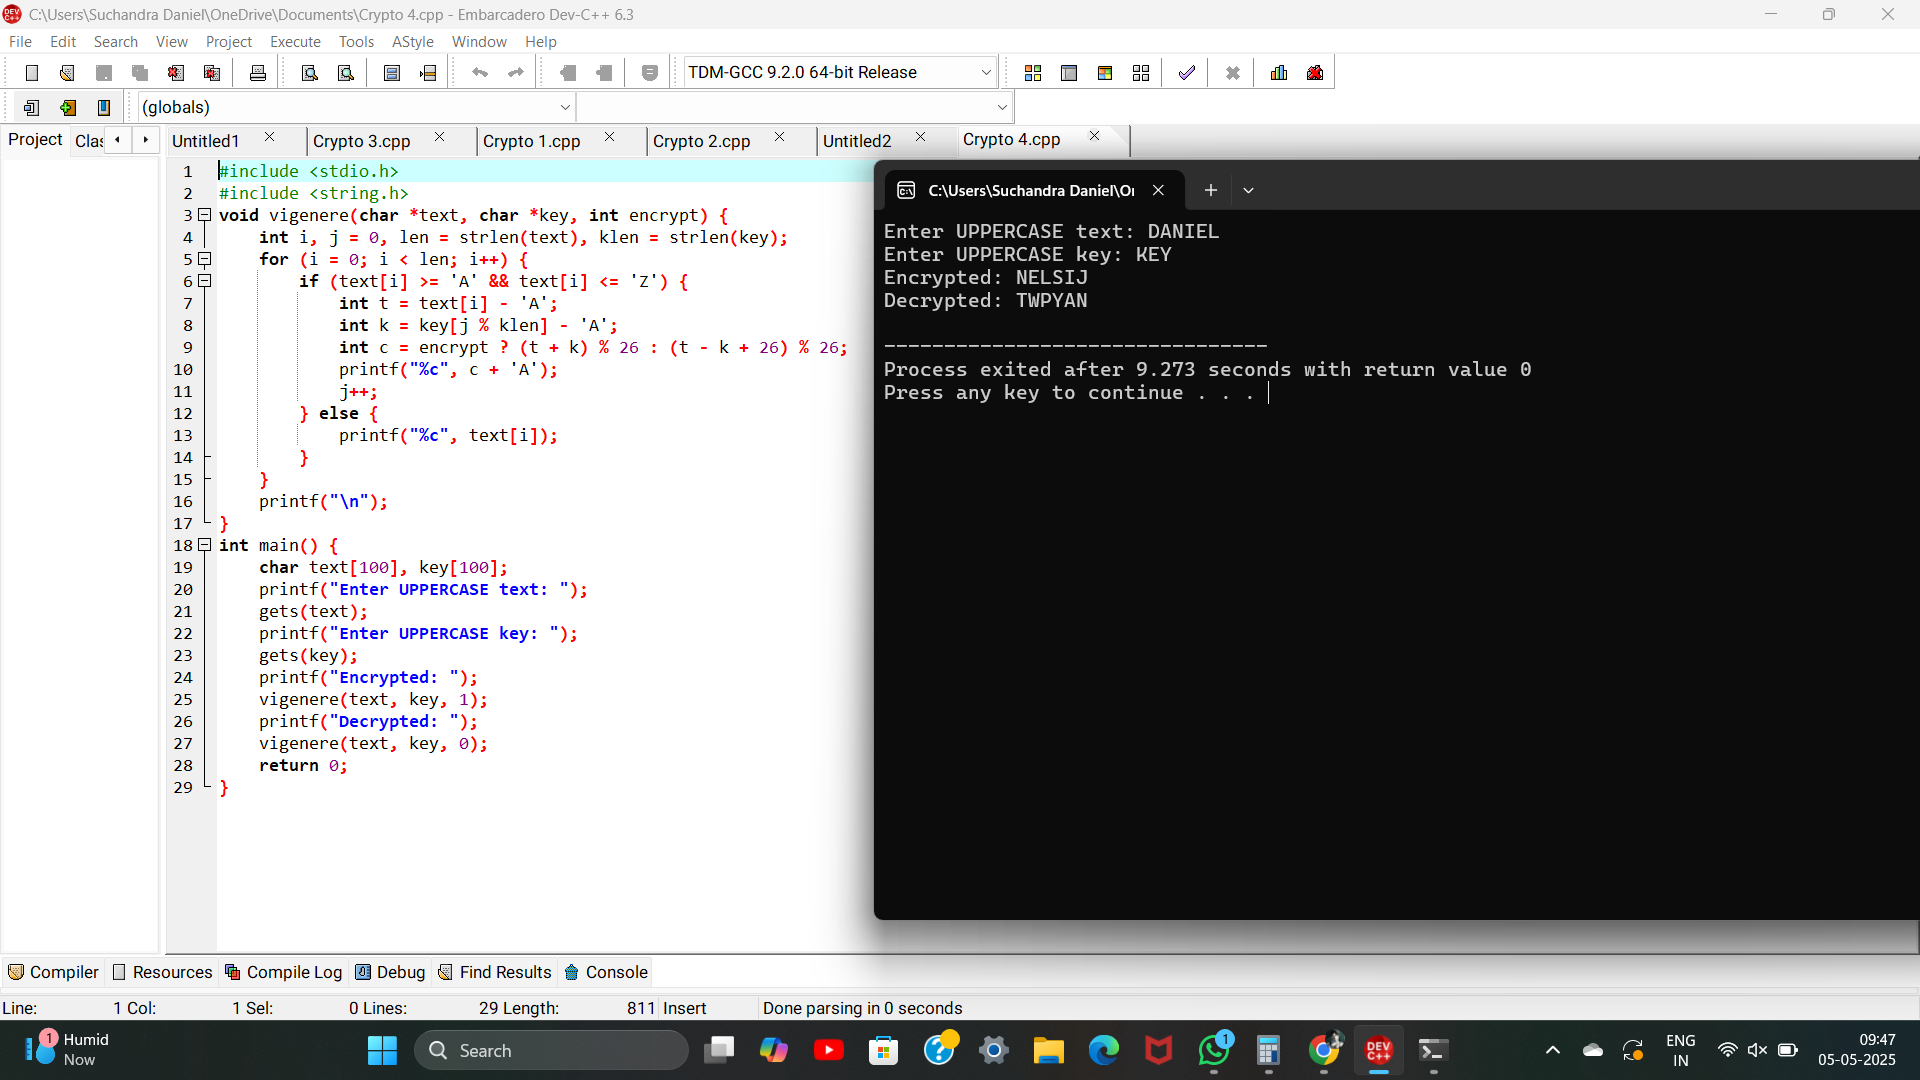 C:\Users\Suchandra Daniel\OneDrive\Documents\Crypto 4.cpp - Embarcadero Dev-C++ 6.3
File Edit Search View Project Execute Tools AStyle Window Help
TDM-GCC 9.2.0 64-bit Release
(globals)
Project Clas Untitled1 Crypto 3.cpp Crypto 1.cpp Crypto 2.cpp Untitled2 Crypto 4.cpp
1 #include <stdio.h>
2 #include <string.h>
3 void vigenere(char *text, char *key, int encrypt) {
4 int i, j = 0, len = strlen(text), klen = strlen(key);
5 for (i = 0; i < len; i++) {
6 if (text[i] >= 'A' && text[i] <= 'Z') {
7 int t = text[i] - 'A';
8 int k = key[j % klen] - 'A';
9 int c = encrypt ? (t + k) % 26 : (t - k + 26) % 26;
10 printf("%c", c + 'A');
11 j++;
12 } else {
13 printf("%c", text[i]);
14 }
15 }
16 printf("\n");
17 }
18 int main() {
19 char text[100], key[100];
20 printf("Enter UPPERCASE text: ");
21 gets(text);
22 printf("Enter UPPERCASE key: ");
23 gets(key);
24 printf("Encrypted: ");
25 vigenere(text, key, 1);
26 printf("Decrypted: ");
27 vigenere(text, key, 0);
28 return 0;
29 }
C:\Users\Suchandra Daniel\O
Enter UPPERCASE text: DANIEL
Enter UPPERCASE key: KEY
Encrypted: NELSIJ
Decrypted: TWPYAN
--------------------------------
Process exited after 9.273 seconds with return value 0
Press any key to continue . . .
Compiler Resources Compile Log Debug Find Results Console
Line: 1 Col: 1 Sel: 0 Lines: 29 Length: 811 Insert Done parsing in 0 seconds
1 Humid
Now
Search
DEV C++
1
ENG
IN
09:47
05-05-2025